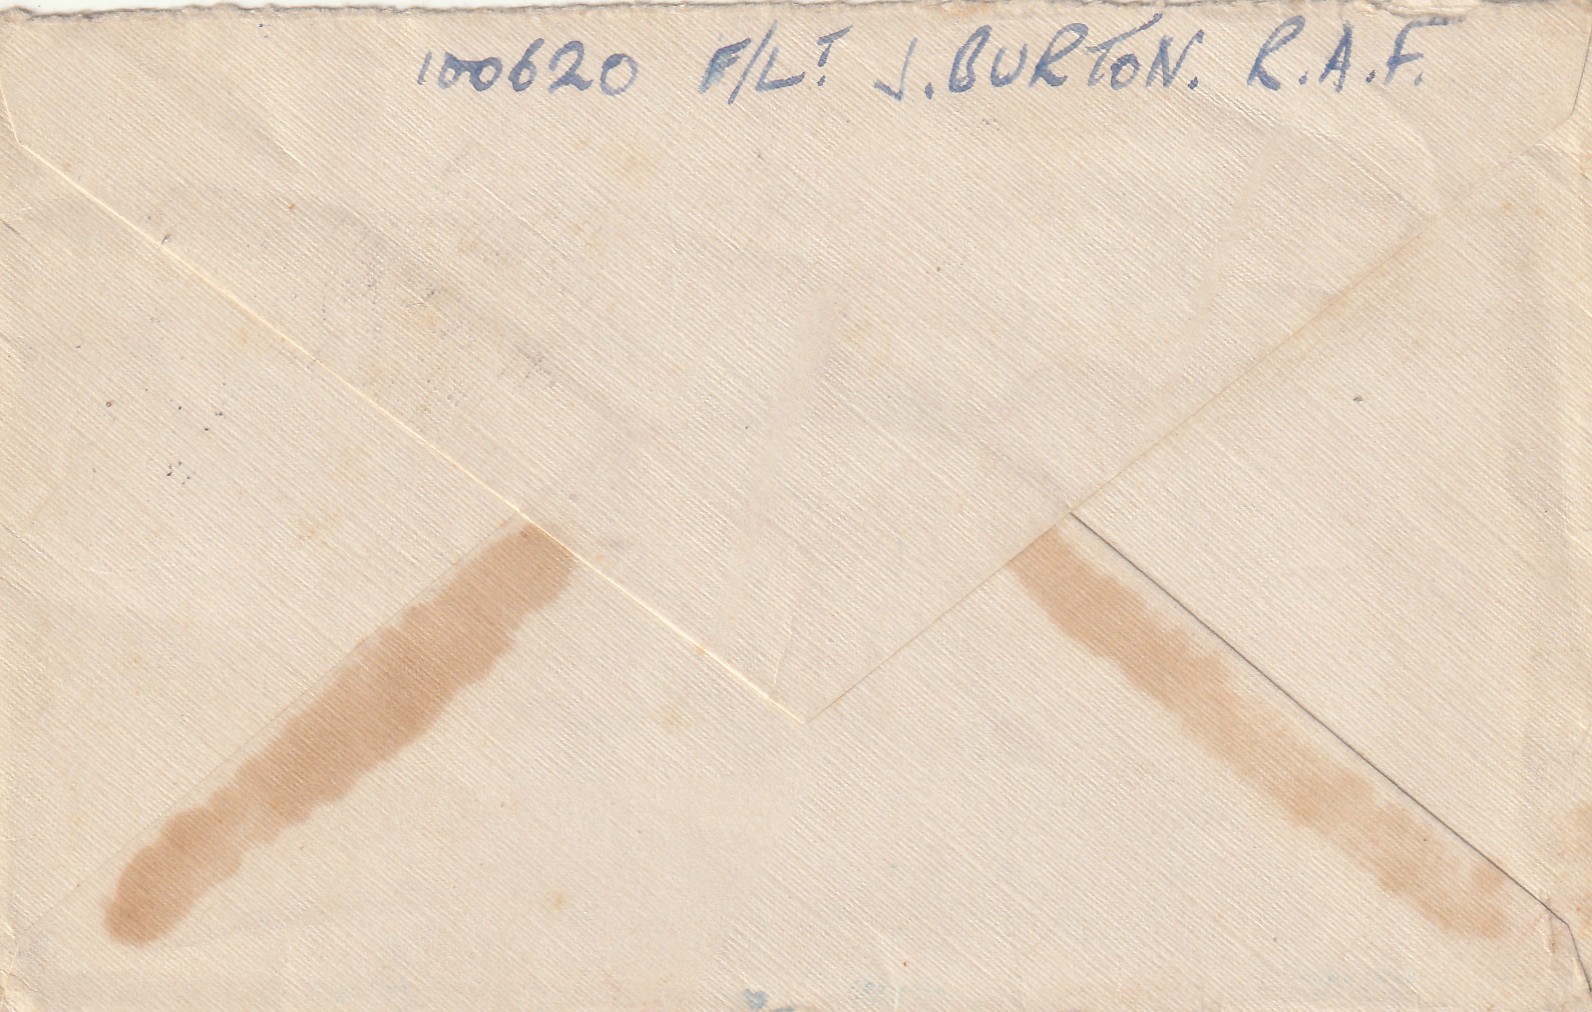 100620 F/LT J. BURTON. R.A.F.